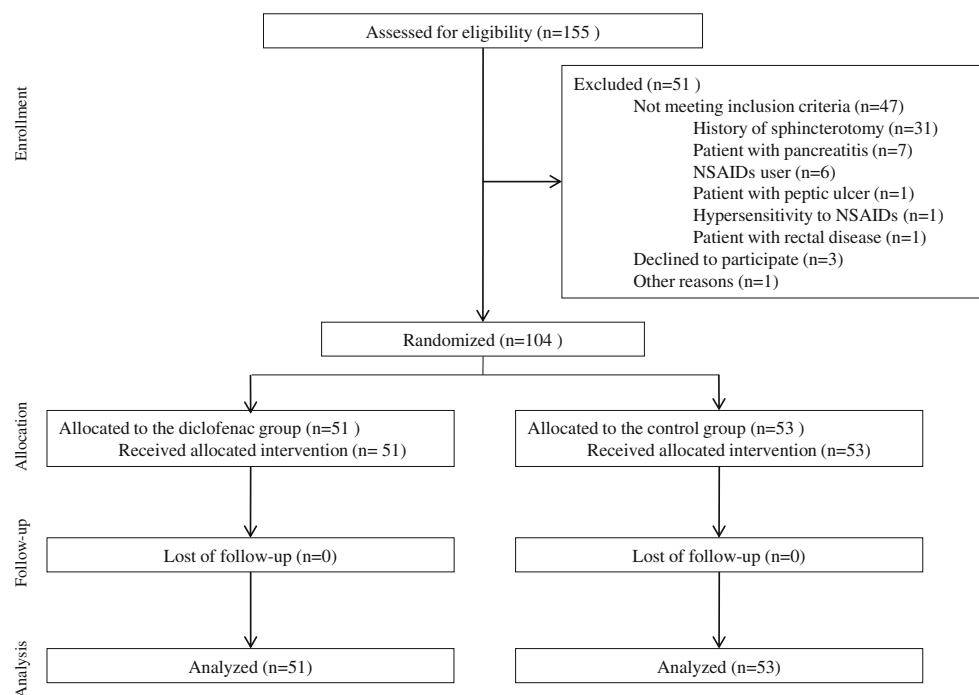 Enrollment
Assessed for eligibility (n=155 )
Excluded (n=51 )
Not meeting inclusion criteria (n=47)
History of sphincterotomy (n=31)
Patient with pancreatitis (n=7)
NSAIDs user (n=6)
Patient with peptic ulcer (n=1)
Hypersensitivity to NSAIDs (n=1)
Patient with rectal disease (n=1)
Declined to participate (n=3)
Other reasons (n=1)
Randomized (n=104 )
Allocation
Allocated to the diclofenac group (n=51 )
Received allocated intervention (n= 51)
Allocated to the control group (n=53 )
Received allocated intervention (n=53)
Follow-up
Lost of follow-up (n=0)
Lost of follow-up (n=0)
Analysis
Analyzed (n=51)
Analyzed (n=53)